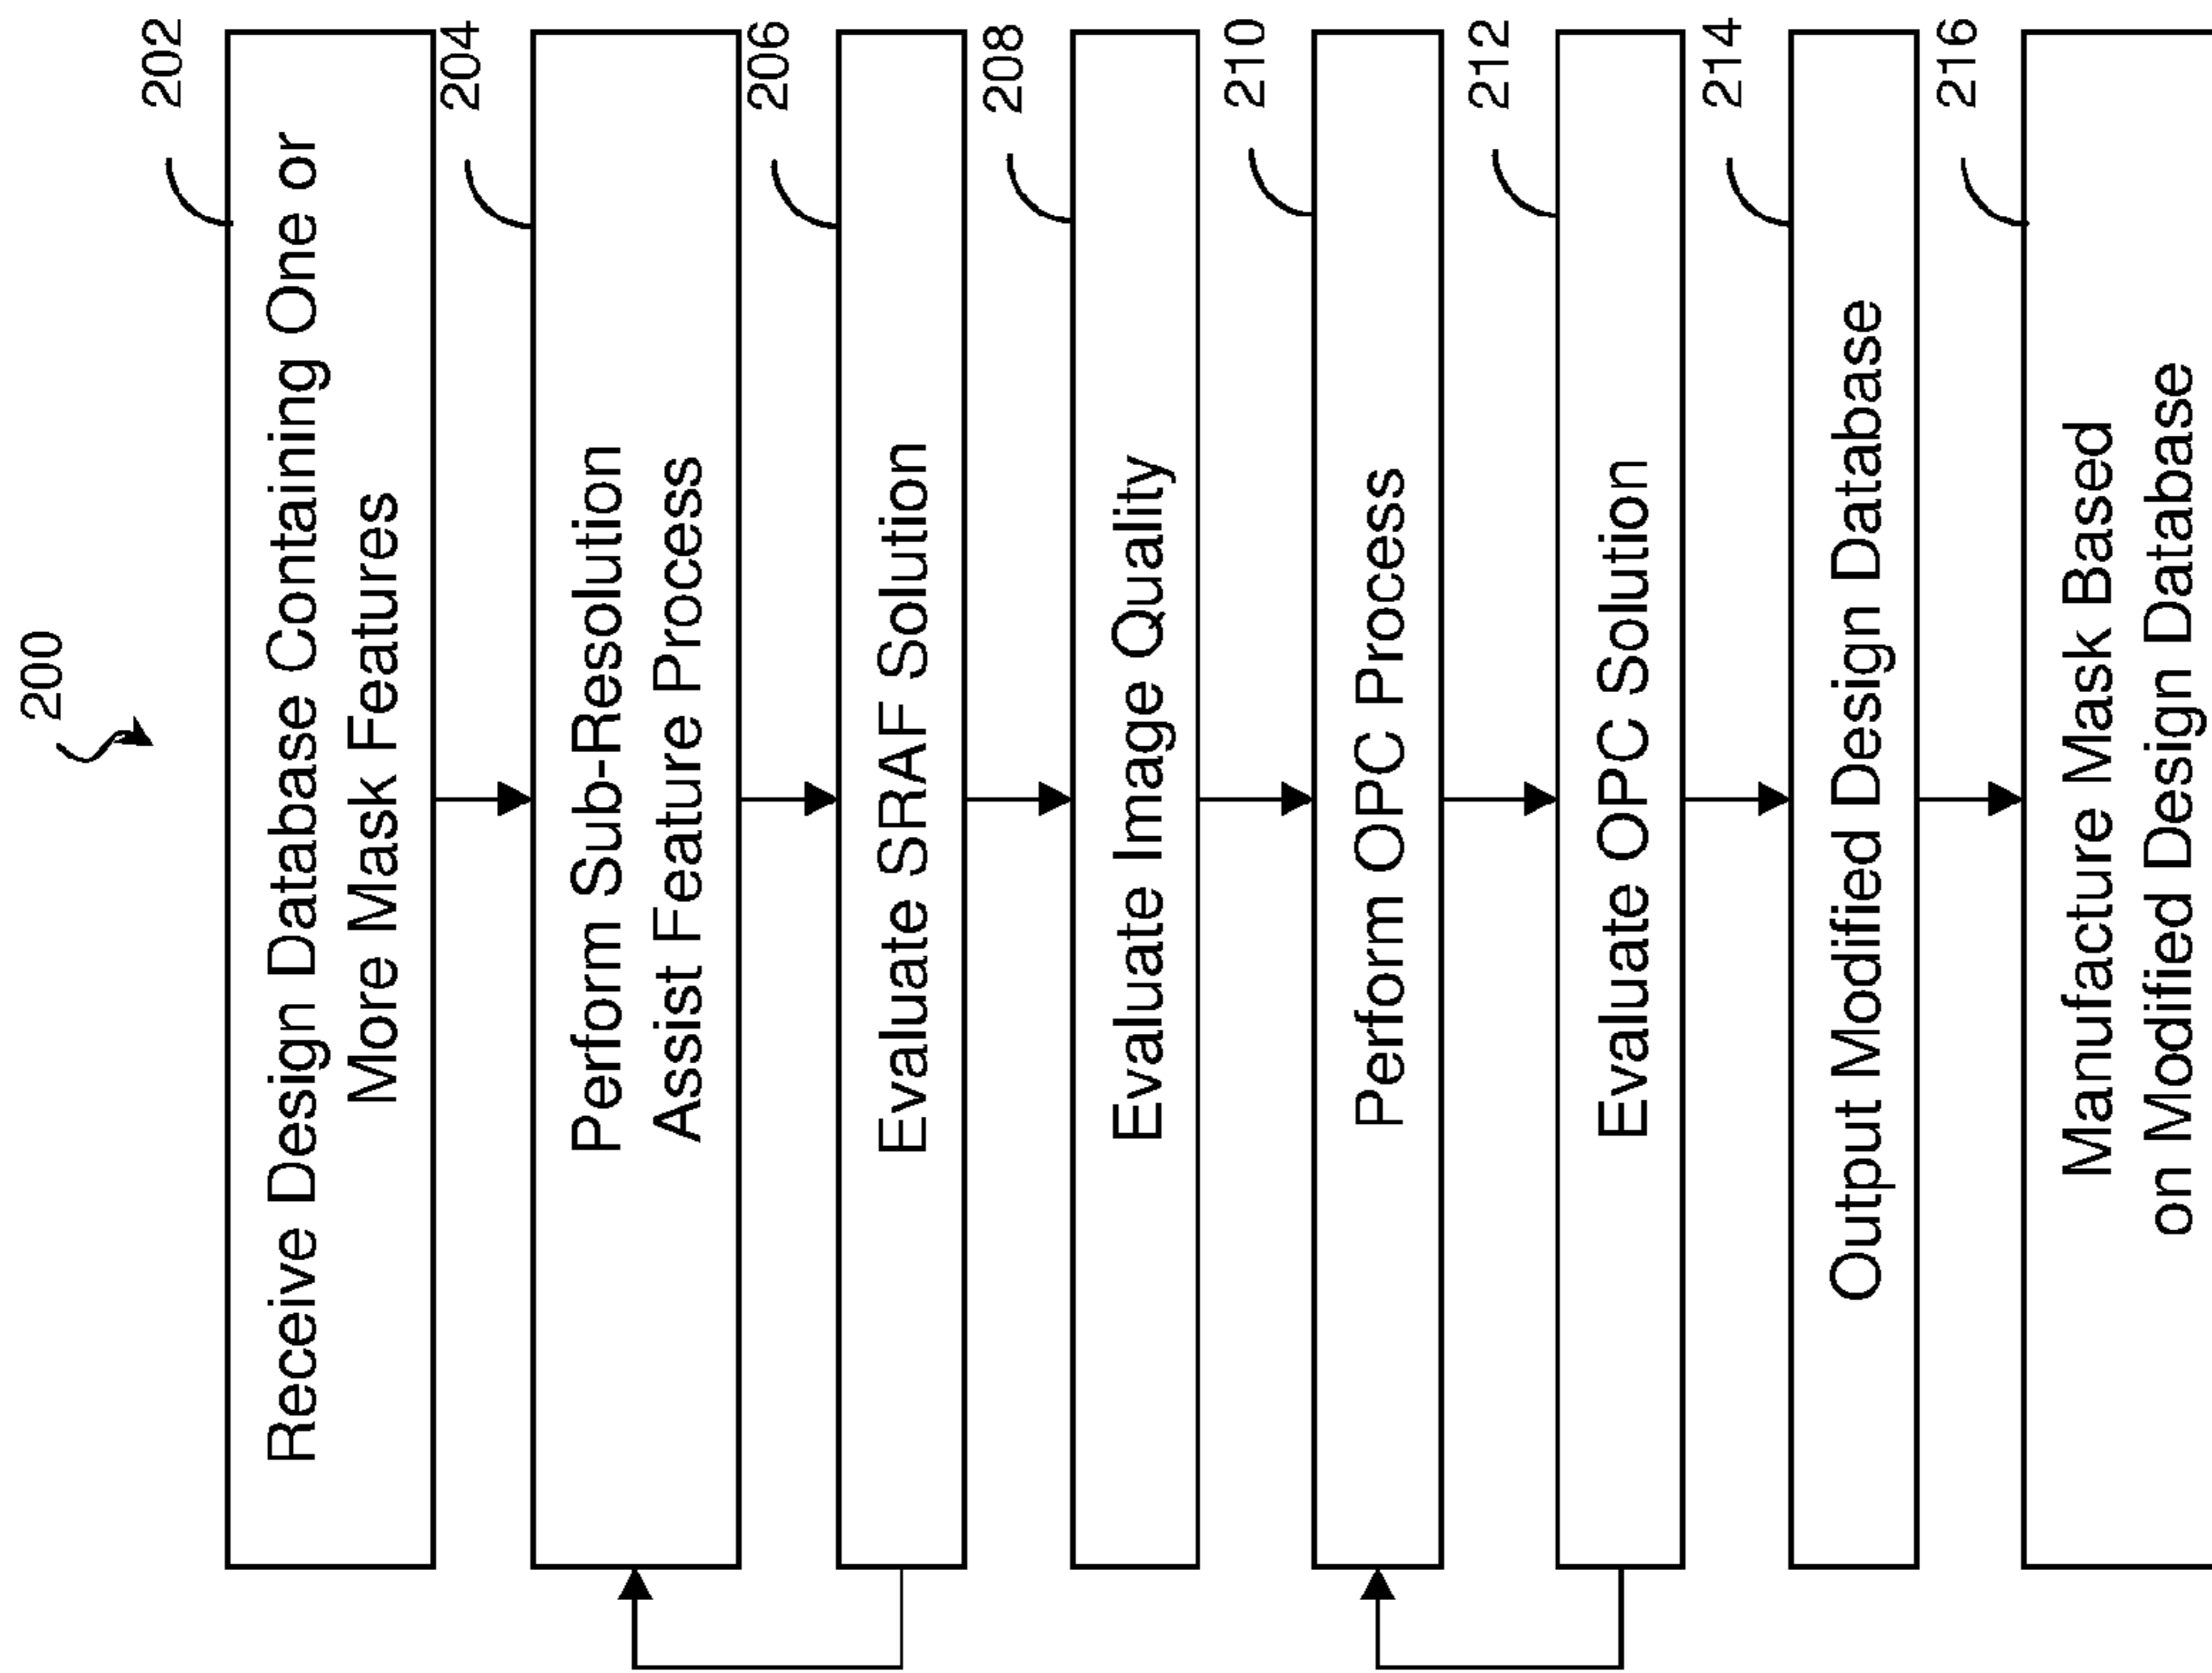 200
202
Receive Design Database Containing One or
More Mask Features
204
Perform Sub-Resolution
Assist Feature Process
206
Evaluate SRAF Solution
208
Evaluate Image Quality
210
Perform OPC Process
212
Evaluate OPC Solution
214
Output Modified Design Database
216
Manufacture Mask Based
on Modified Design Database